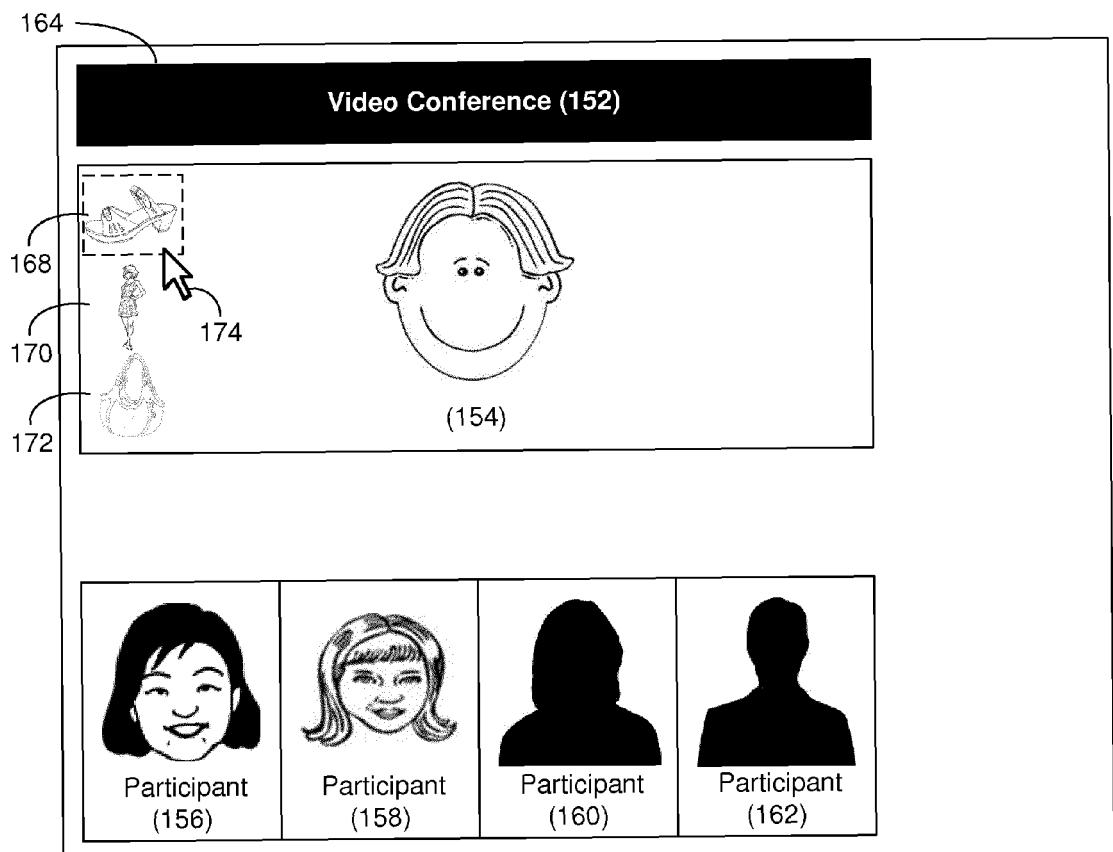 164
Video Conference (152)
168
174
170
(154)
172
Participant
(156)
Participant
(158)
Participant
(160)
Participant
(162)